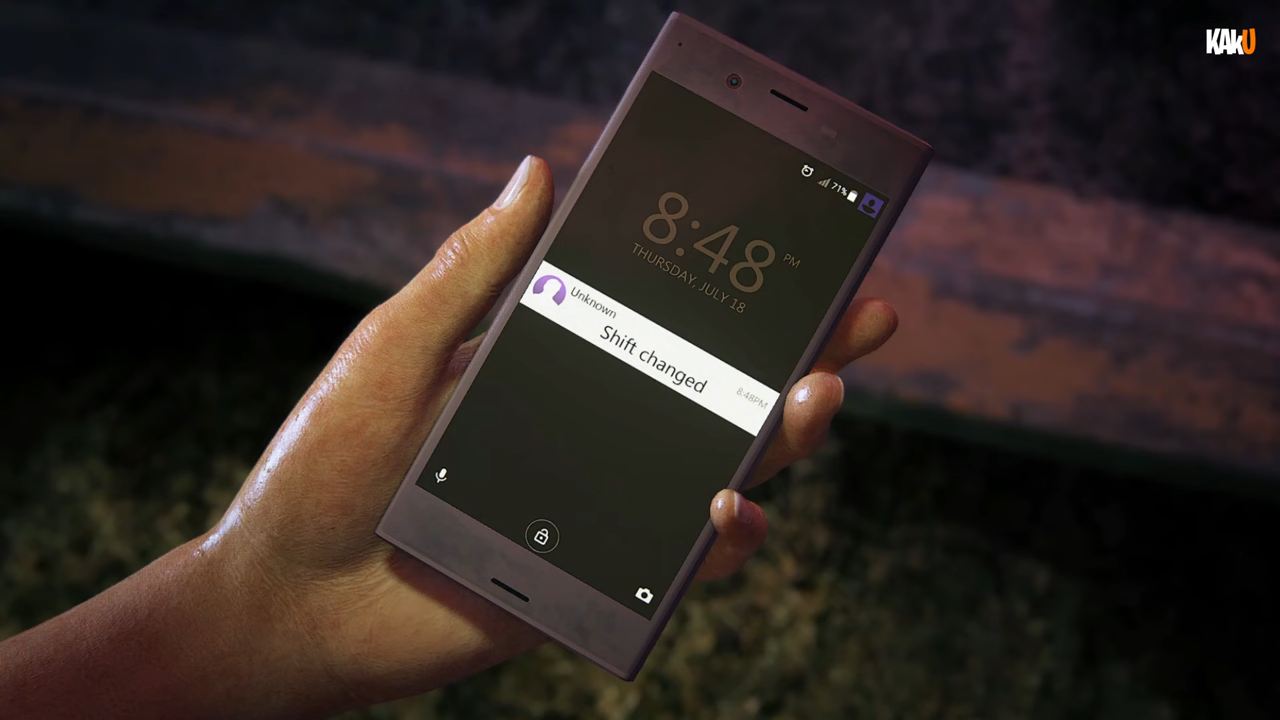 KAkU
71%
8:48 PM
THURSDAY, JULY 18
Unknown
Shift changed
8:48PM